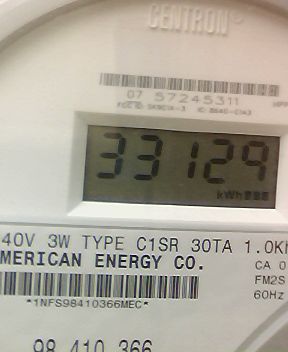 CENTRON®
07 57245311
33129
kWh
40V 3W TYPE C1SR 30TA 1.0Kh
MERICAN ENERGY CO.
CA 0
FM2S
60Hz
*1NFS98410366MEC*
98 410 366